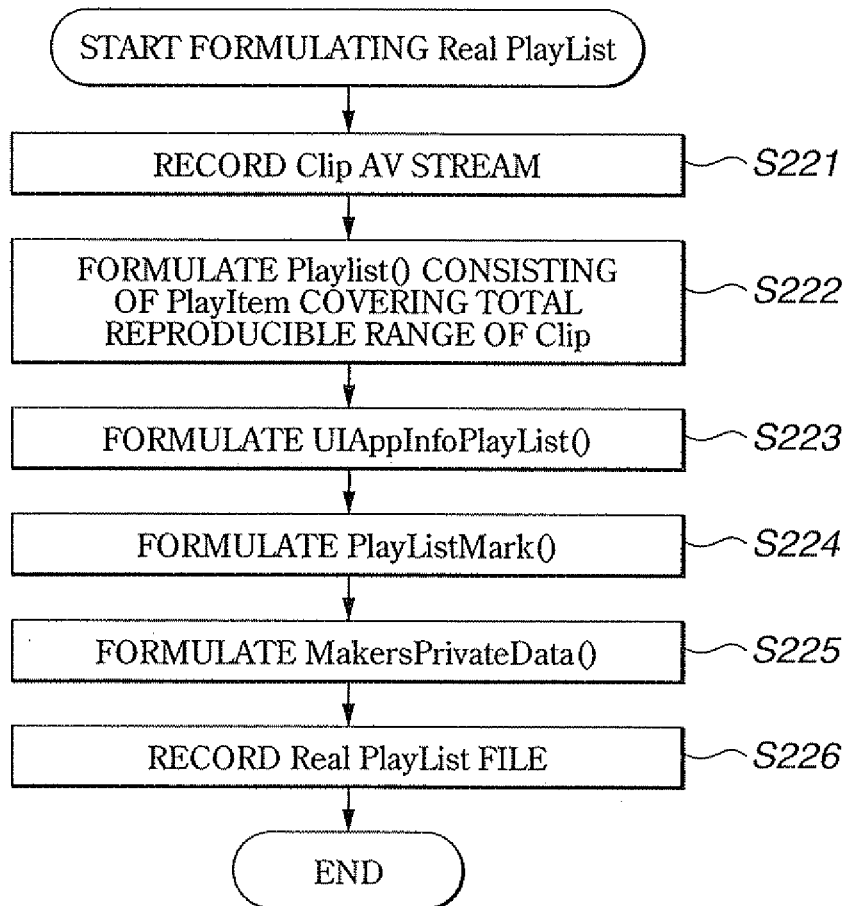 START FORMULATING Real PlayList
RECORD Clip AV STREAM
S221
FORMULATE Playlist() CONSISTING
OF PlayItem COVERING TOTAL
REPRODUCIBLE RANGE OF Clip
S222
FORMULATE UIAppInfoPlayList()
S223
FORMULATE PlayListMark()
S224
FORMULATE MakersPrivateData()
S225
RECORD Real PlayList FILE
S226
END